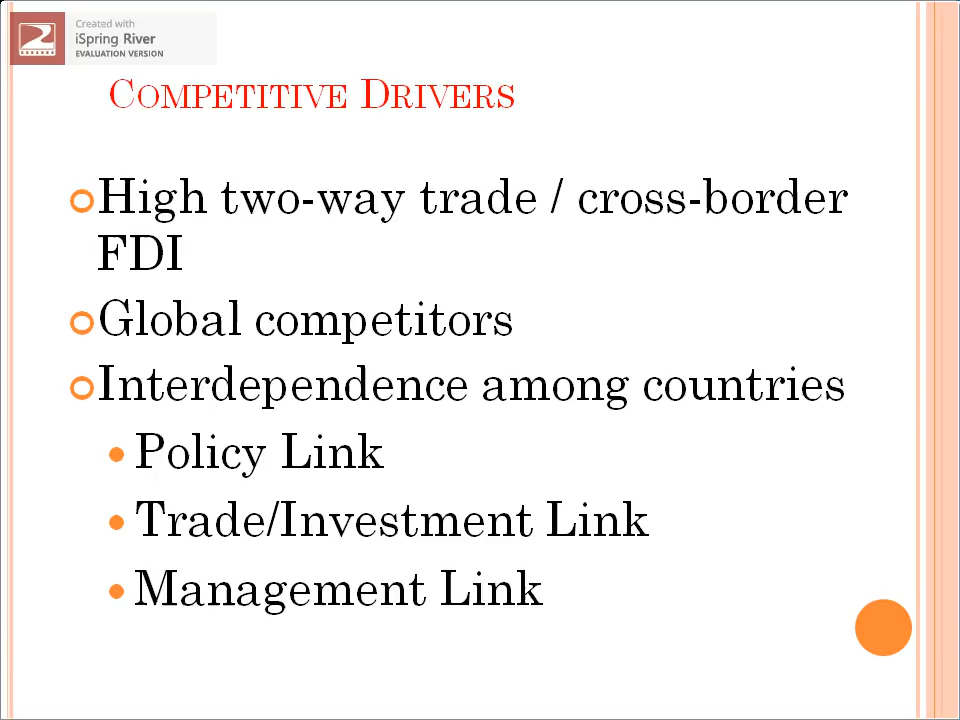 Created with
iSpring River
EVALUATION VERSION
COMPETITIVE DRIVERS
High two-way trade / cross-border
FDI
Global competitors
Interdependence among countries
Policy Link
Trade/Investment Link
Management Link